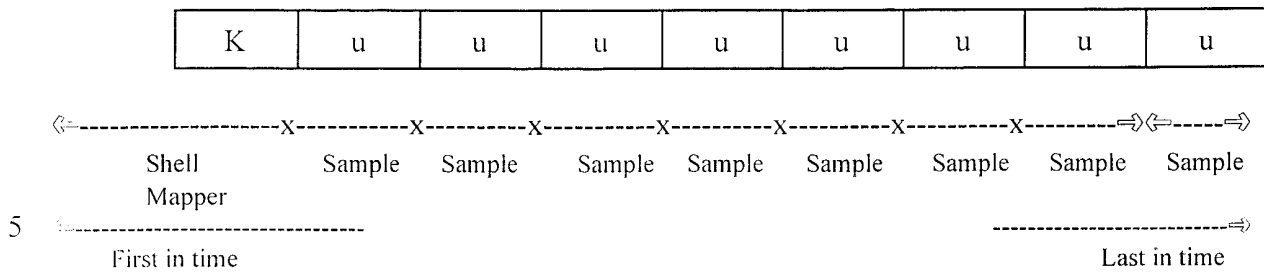 K u u u u u u u u
x x x x x x x
Shell Sample Sample Sample Sample Sample Sample Sample Sample
Mapper
5
First in time Last in time